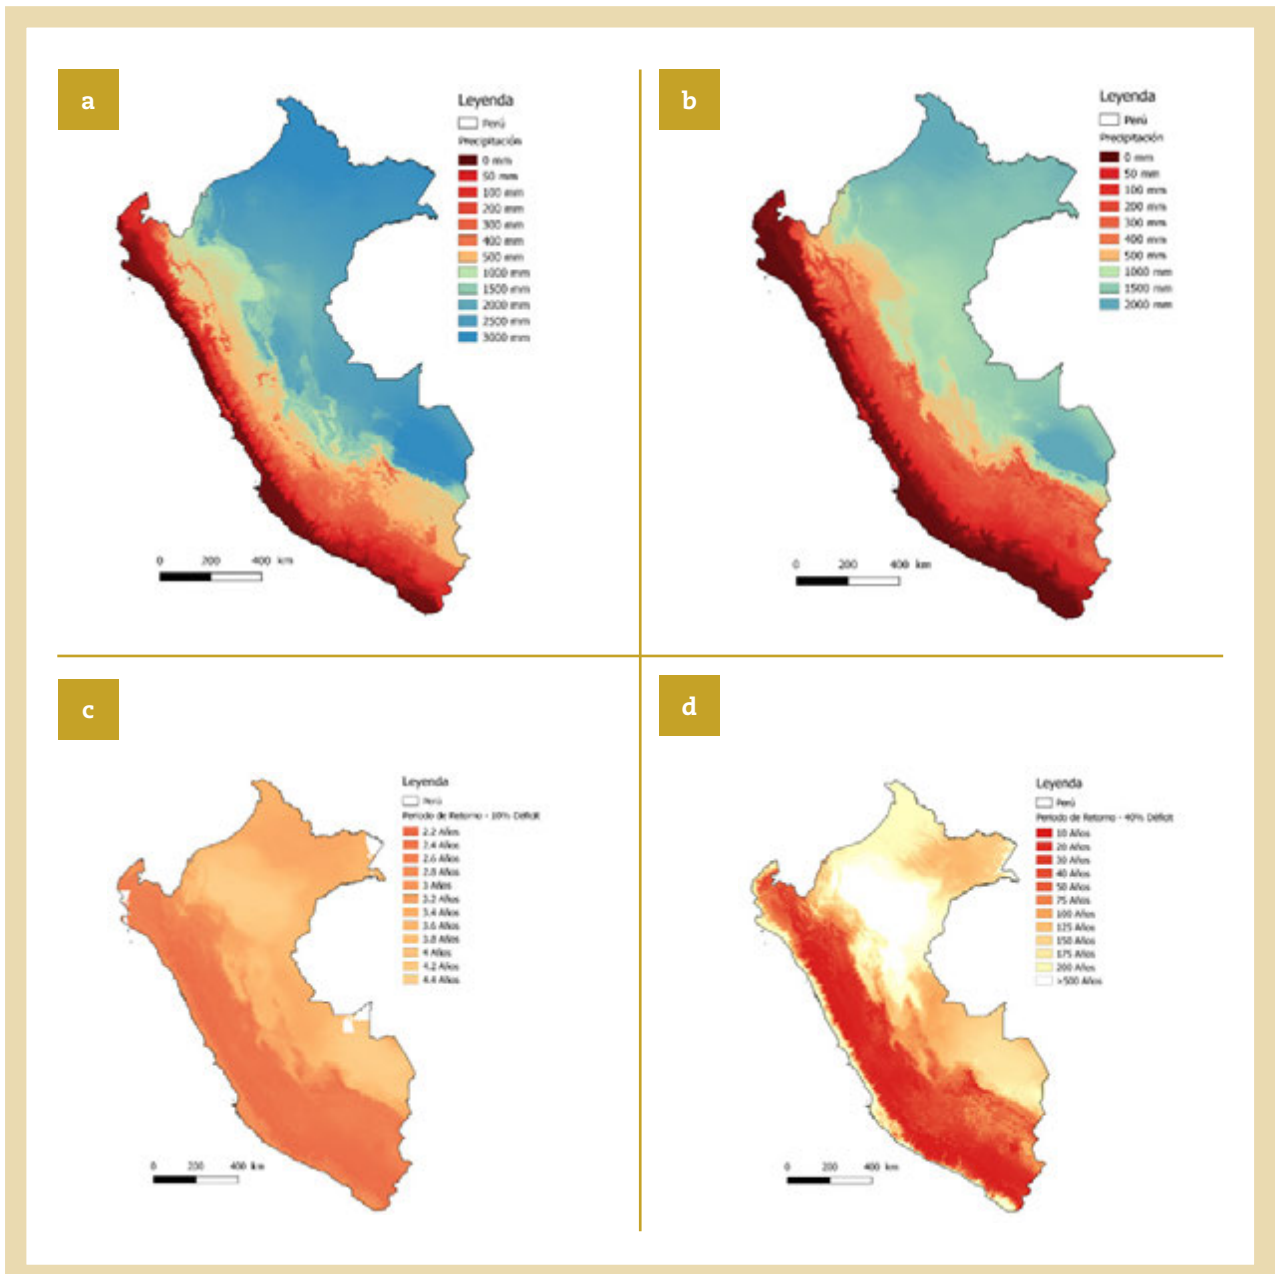 a
Leyenda
Perú
Precipitación
0 mm
50 mm
100 mm
200 mm
300 mm
400 mm
500 mm
1000 mm
1500 mm
2000 mm
2500 mm
3000 mm
0 200 400 km
b
Leyenda
Perú
Precipitación
0 mm
50 mm
100 mm
200 mm
300 mm
400 mm
500 mm
1000 mm
1500 mm
2000 mm
0 200 400 km
c
Leyenda
Perú
Periodo de Retorno - 10% Déficit
2.2 Años
2.4 Años
2.6 Años
2.8 Años
3 Años
3.2 Años
3.4 Años
3.6 Años
3.8 Años
4 Años
4.2 Años
4.4 Años
0 200 400 km
d
Leyenda
Perú
Periodo de Retorno - 40% Déficit
10 Años
20 Años
30 Años
40 Años
50 Años
75 Años
100 Años
125 Años
150 Años
175 Años
200 Años
>500 Años
0 200 400 km